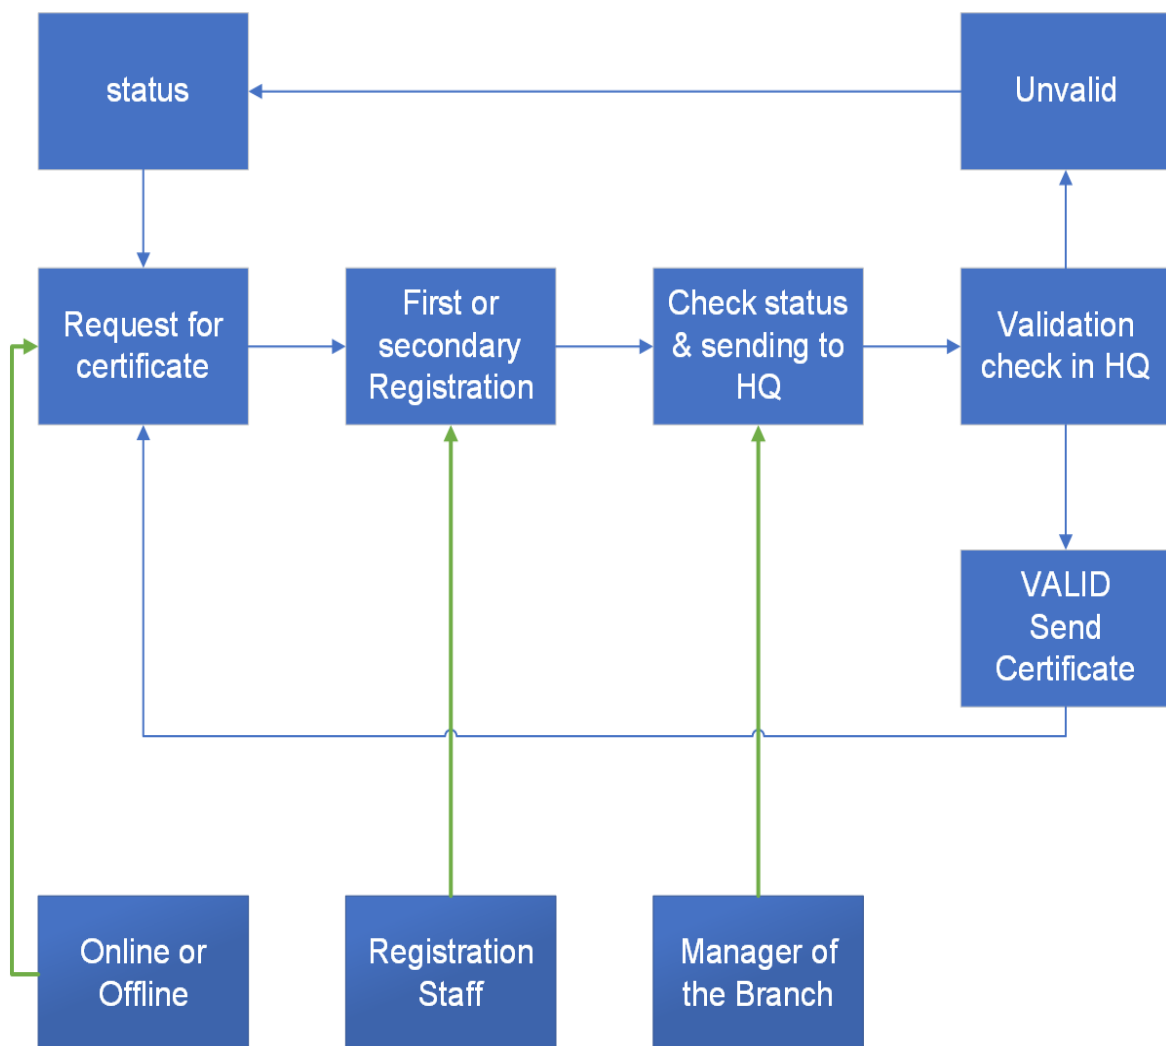 status
Unvalid
Request for
certificate
First or
secondary
Registration
Check status
& sending to
HQ
Validation
check in HQ
VALID
Send
Certificate
Online or
Offline
Registration
Staff
Manager of
the Branch